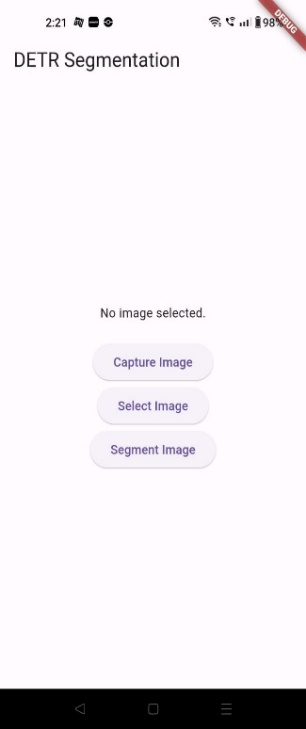 2:21 98%
DEBUG
DETR Segmentation
No image selected.
Capture Image
Select Image
Segment Image